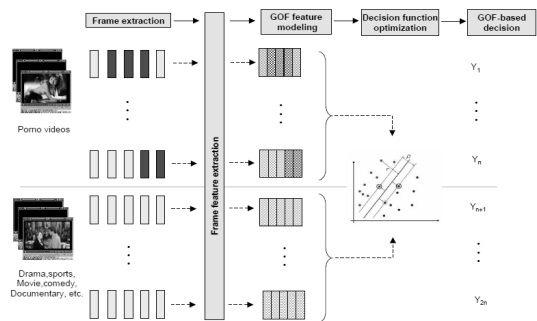 Frame extraction
GOF feature
modeling
Decision function
optimization
GOF-based
decision
Porno videos
Frame feature extraction
Drama,sports,
Movie,comedy,
Documentary, etc.
Y1
Yn
Yn+1
Y2n